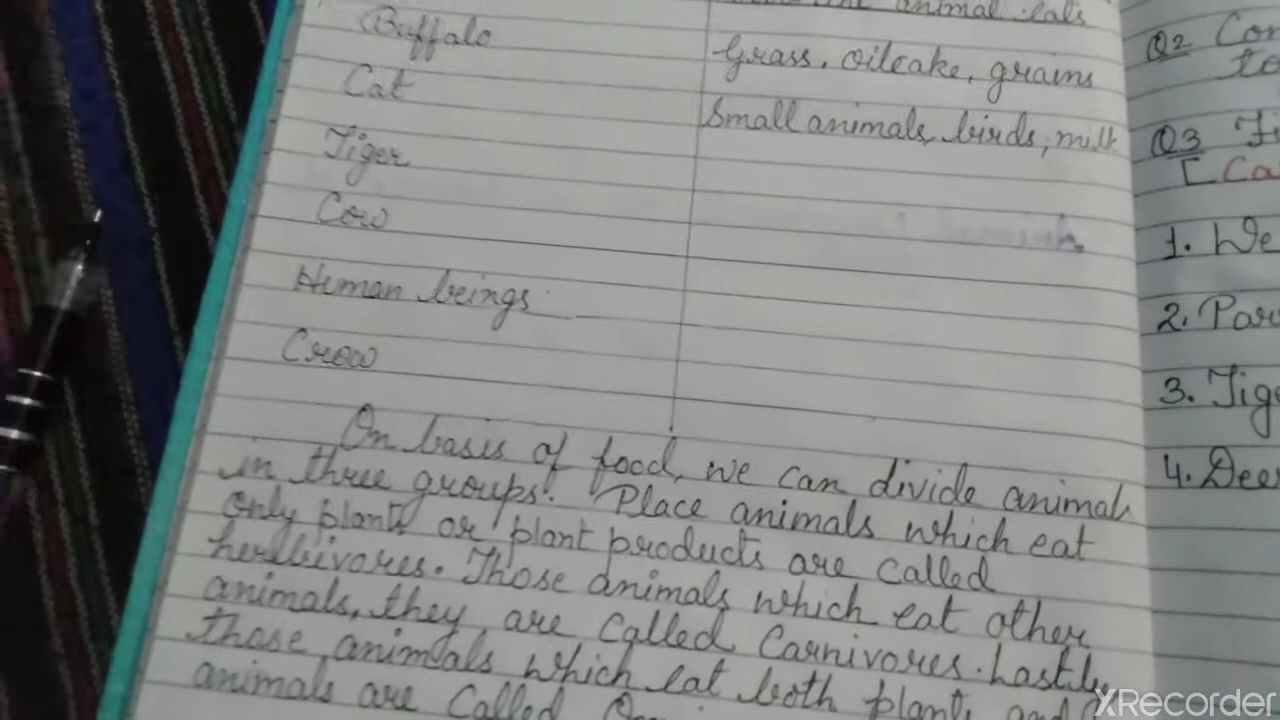 animal eats
Buffalo
Grass, oilcake, grains
Cat
Small animals, birds, milk
Tiger
Cow
Human beings
Crow
On basis of food, we can divide animals
in three groups. Place animals which eat
only plants or plant products are called
herbivores. Those animals which eat other
animals, they are called Carnivores. Lastly
those animals which eat both plants and
animals are called
Q2
Q3
1. We
2.
3.
4.
XRecorder